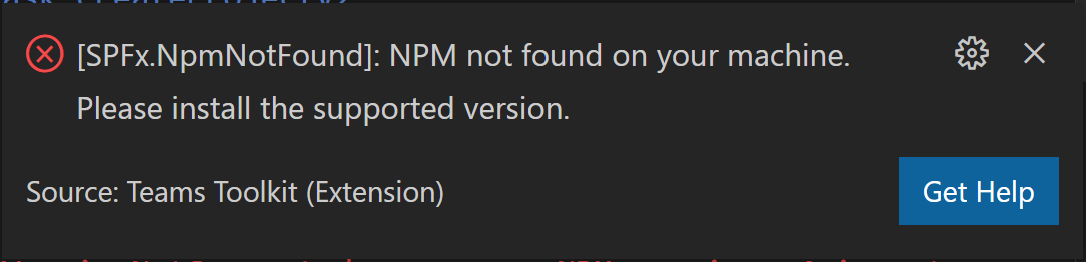 [SPFx.NpmNotFound]: NPM not found on your machine.
Please install the supported version.
Source: Teams Toolkit (Extension)
Get Help